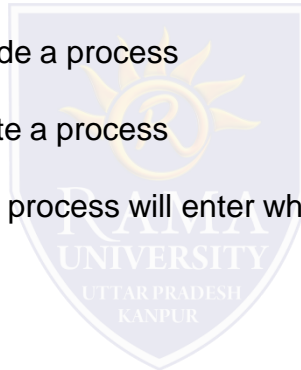 de a process
te a process
process will enter wh
RAMA
UNIVERSITY
UTTAR PRADESH
KANPUR